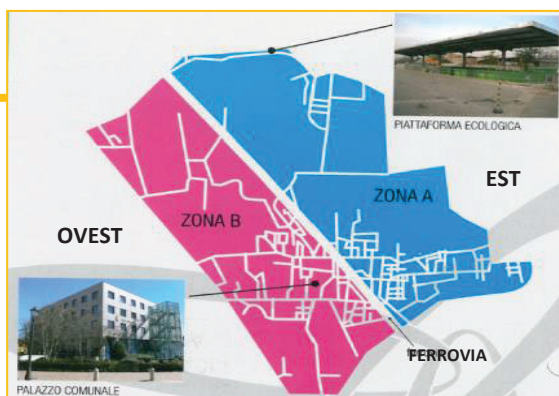 PIATTAFORMA ECOLOGICA
EST
ZONA A
OVEST
ZONA B
FERROVIA
PALAZZO COMUNALE